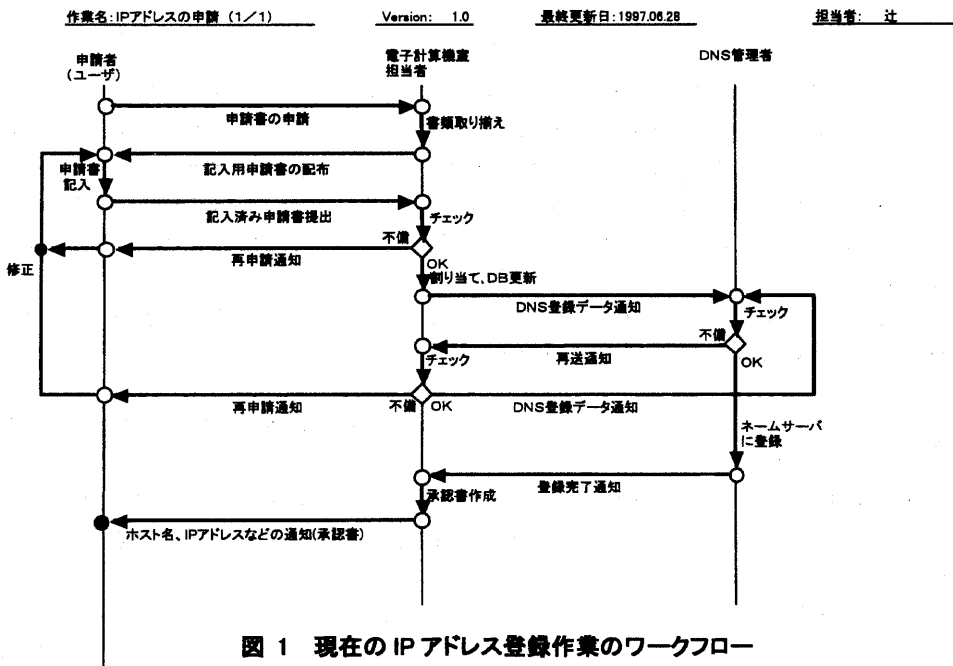 作業名:IPアドレスの申請 (1/1) Version: 1.0 最終更新日:1997.06.28 担当者: 辻
申請者
(ユーザ)
電子計算機室
担当者
DNS管理者
申請書の申請
書類取り揃え
記入用申請書の配布
申請書
記入
記入済み申請書提出
チェック
不備
再申請通知
OK
修正
割り当て、DB更新
DNS登録データ通知
チェック
不備
再送通知
OK
チェック
再申請通知
不備
OK
DNS登録データ通知
ネームサーバ
に登録
登録完了通知
承認書作成
ホスト名、IPアドレスなどの通知(承認書)
図 1 現在の IP アドレス登録作業のワークフロー